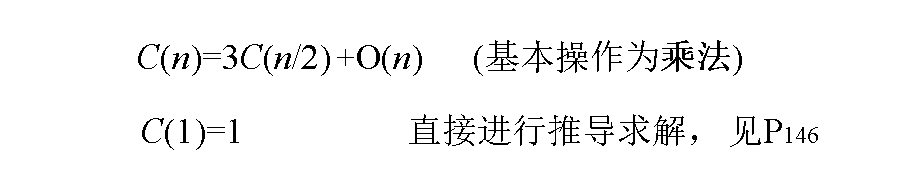 C(n)=3C(n/2)+O(n) (基本操作为乘法)
C(1)=1 直接进行推导求解， 见P146